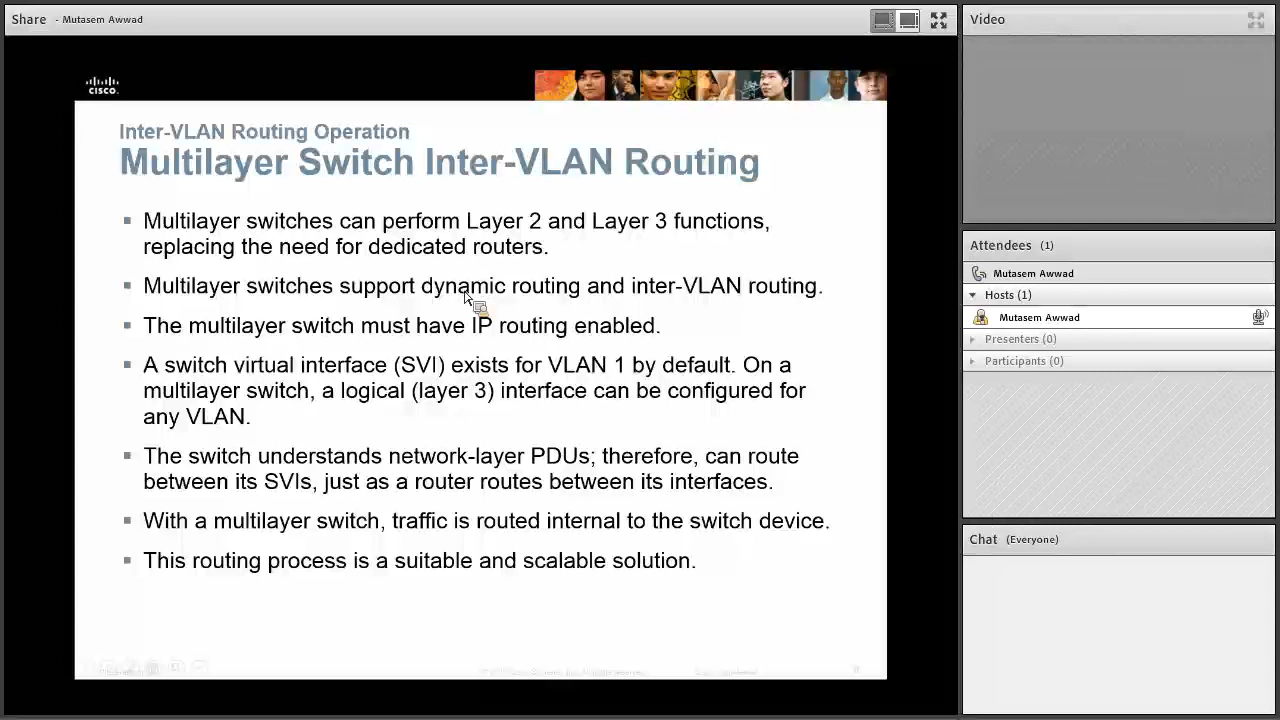 Share - Mutasem Awwad
CISCO.
Inter-VLAN Routing Operation
Multilayer Switch Inter-VLAN Routing
Multilayer switches can perform Layer 2 and Layer 3 functions,
replacing the need for dedicated routers.
Multilayer switches support dynamic routing and inter-VLAN routing.
The multilayer switch must have IP routing enabled.
A switch virtual interface (SVI) exists for VLAN 1 by default. On a
multilayer switch, a logical (layer 3) interface can be configured for
any VLAN.
The switch understands network-layer PDUs; therefore, can route
between its SVIs, just as a router routes between its interfaces.
With a multilayer switch, traffic is routed internal to the switch device.
This routing process is a suitable and scalable solution.
Video
Attendees (1)
Mutasem Awwad
Hosts (1)
Mutasem Awwad
Presenters (0)
Participants (0)
Chat (Everyone)